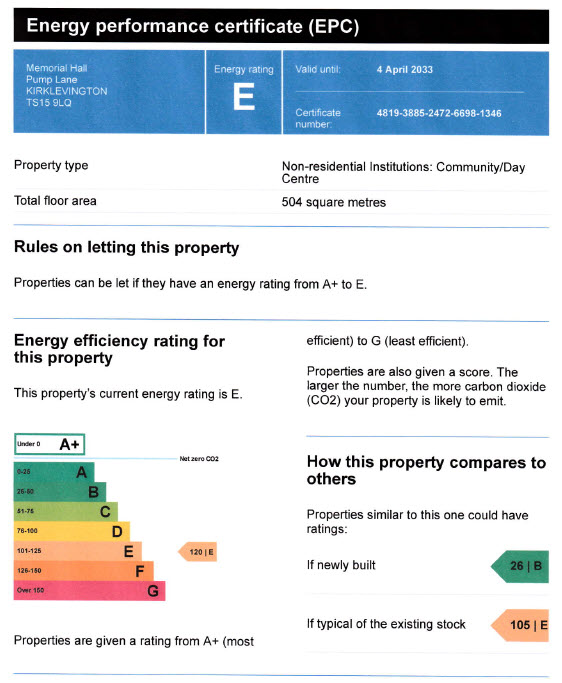 Energy performance certificate (EPC)
Memorial Hall
Pump Lane
KIRKLEVINGTON
TS15 9LQ
Energy rating
E
Valid until:
4 April 2033
Certificate
number:
4819-3885-2472-6698-1346
Property type
Non-residential Institutions: Community/Day
Centre
Total floor area
504 square metres
Rules on letting this property
Properties can be let if they have an energy rating from A+ to E.
Energy efficiency rating for
this property
This property's current energy rating is E.
Under 0 A+
Net zero CO2
0-25 A
26-50 B
51-75 C
76-100 D
101-125 E
120 | E
126-150 F
Over 150 G
Properties are given a rating from A+ (most
efficient) to G (least efficient).
Properties are also given a score. The
larger the number, the more carbon dioxide
(CO2) your property is likely to emit.
How this property compares to
others
Properties similar to this one could have
ratings:
If newly built
26 | B
If typical of the existing stock
105 | E